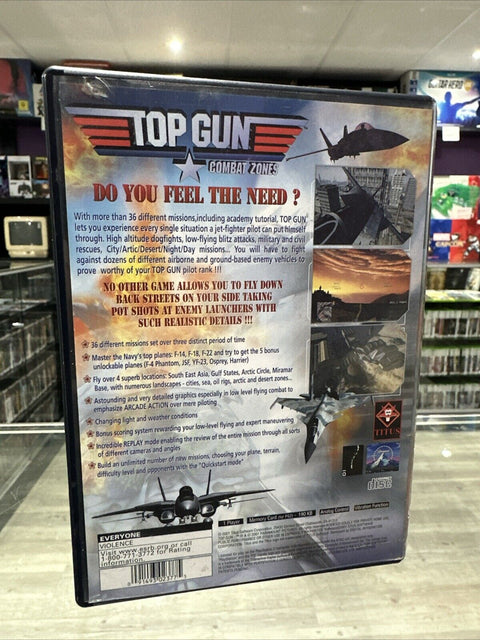 TOP GUN
COMBAT ZONES
DO YOU FEEL THE NEED ?
With more than 36 different missions,including academy tutorial, TOP GUN
lets you experience every single situation a jet-fighter pilot can put himself
through. High altitude dogfights, low-flying blitz attacks, military and civil
rescues, City/Artic/Desert/Night/Day missions... You will have to fight
against dozens of different airborne and ground-based enemy vehicles to
prove worthy of your TOP GUN pilot rank !!!
NO OTHER GAME ALLOWS YOU TO FLY DOWN
BACK STREETS ON YOUR SIDE TAKING
POT SHOTS AT ENEMY LAUNCHERS WITH
SUCH REALISTIC DETAILS !!!
36 different missions set over three distinct period of time
Master the Navy's top planes: F-14, F-18, F-22 and try to get the 5 bonus
unlockable planes (F-4 Phantom, JSF, YF-23, Osprey, Harrier)
Fly over 4 superb locations: South East Asia, Gulf States, Arctic Circle, Miramar
Base, with numerous landscapes - cities, sea, oil rigs, arctic and desert zones...
Astounding and very detailed graphics especially in low level flying combat to
emphasize ARCADE ACTION over mere piloting
Changing light and weather conditions
Bonus scoring system rewarding your low-level flying and expert maneuvering
Incredible REPLAY mode enabling the review of the entire mission through all sorts
of different cameras and angles
Build an unlimited number of new missions, choosing your plane, terrain,
difficulty level and opponents with the "Quickstart mode"
TITUS
disc
1 Player
Memory Card
190 KB
Analog Control
Vibration Function
EVERYONE
VIOLENCE
Visit www.esrb.org or call
1-800-771-3772 for Rating
Information.
GUITAR HERO
CAPCOM